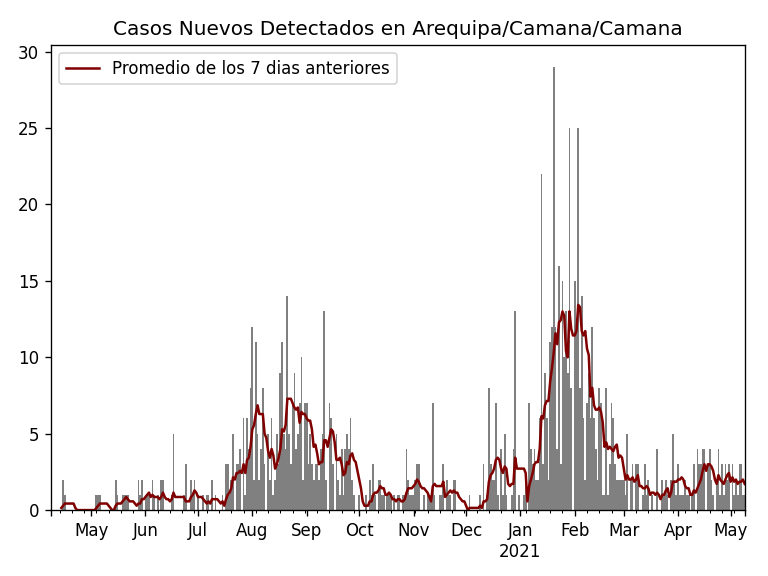 Casos Nuevos Detectados en Arequipa/Camana/Camana
Promedio de los 7 dias anteriores
30
25
20
15
10
5
0
May Jun Jul Aug Sep Oct Nov Dec Jan Feb Mar Apr May
2021